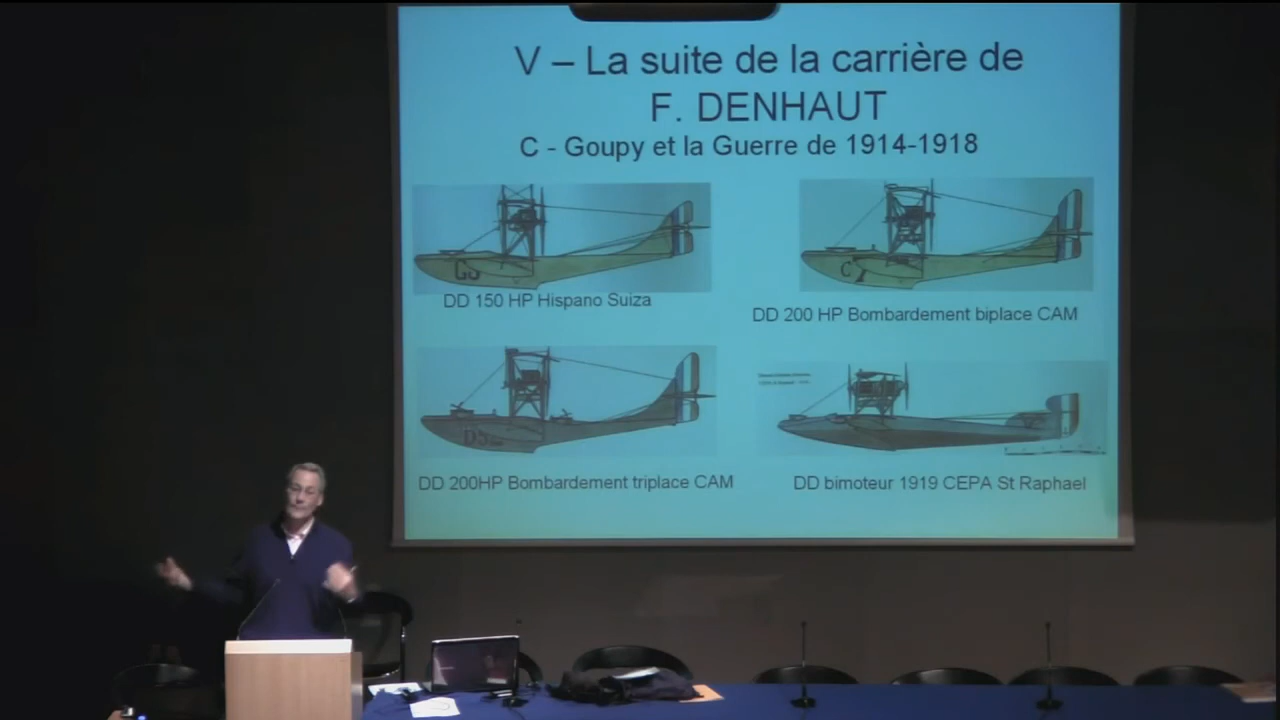 V – La suite de la carrière de
F. DENHAUT
C - Goupy et la Guerre de 1914-1918
DD 150 HP Hispano Suiza
DD 200 HP Bombardement biplace CAM
DD 200HP Bombardement triplace CAM
DD bimoteur 1919 CEPA St Raphael